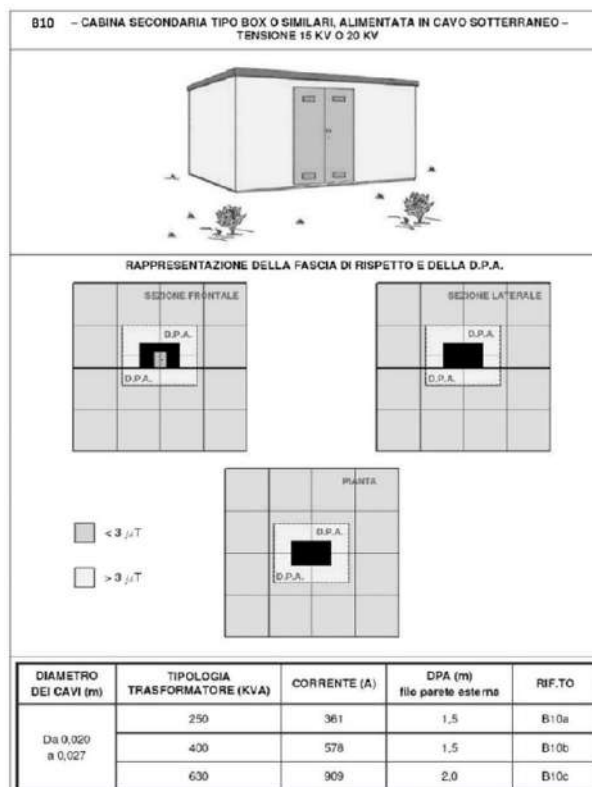 B10 – CABINA SECONDARIA TIPO BOX O SIMILARI, ALIMENTATA IN CAVO SOTTERRANEO –
TENSIONE 15 KV O 20 KV
RAPPRESENTAZIONE DELLA FASCIA DI RISPETTO E DELLA D.P.A.
SEZIONE FRONTALE
D.P.A.
D.P.A.
SEZIONE LATERALE
D.P.A.
D.P.A.
PIANTA
D.P.A.
D.P.A.
< 3 µT
> 3 µT
DIAMETRO DEI CAVI (m)
TIPOLOGIA TRASFORMATORE (KVA)
CORRENTE (A)
DPA (m) filo parete esterna
RIF.TO
Da 0,020 a 0,027
250 361 1,5 B10a
400 578 1,5 B10b
630 909 2,0 B10c